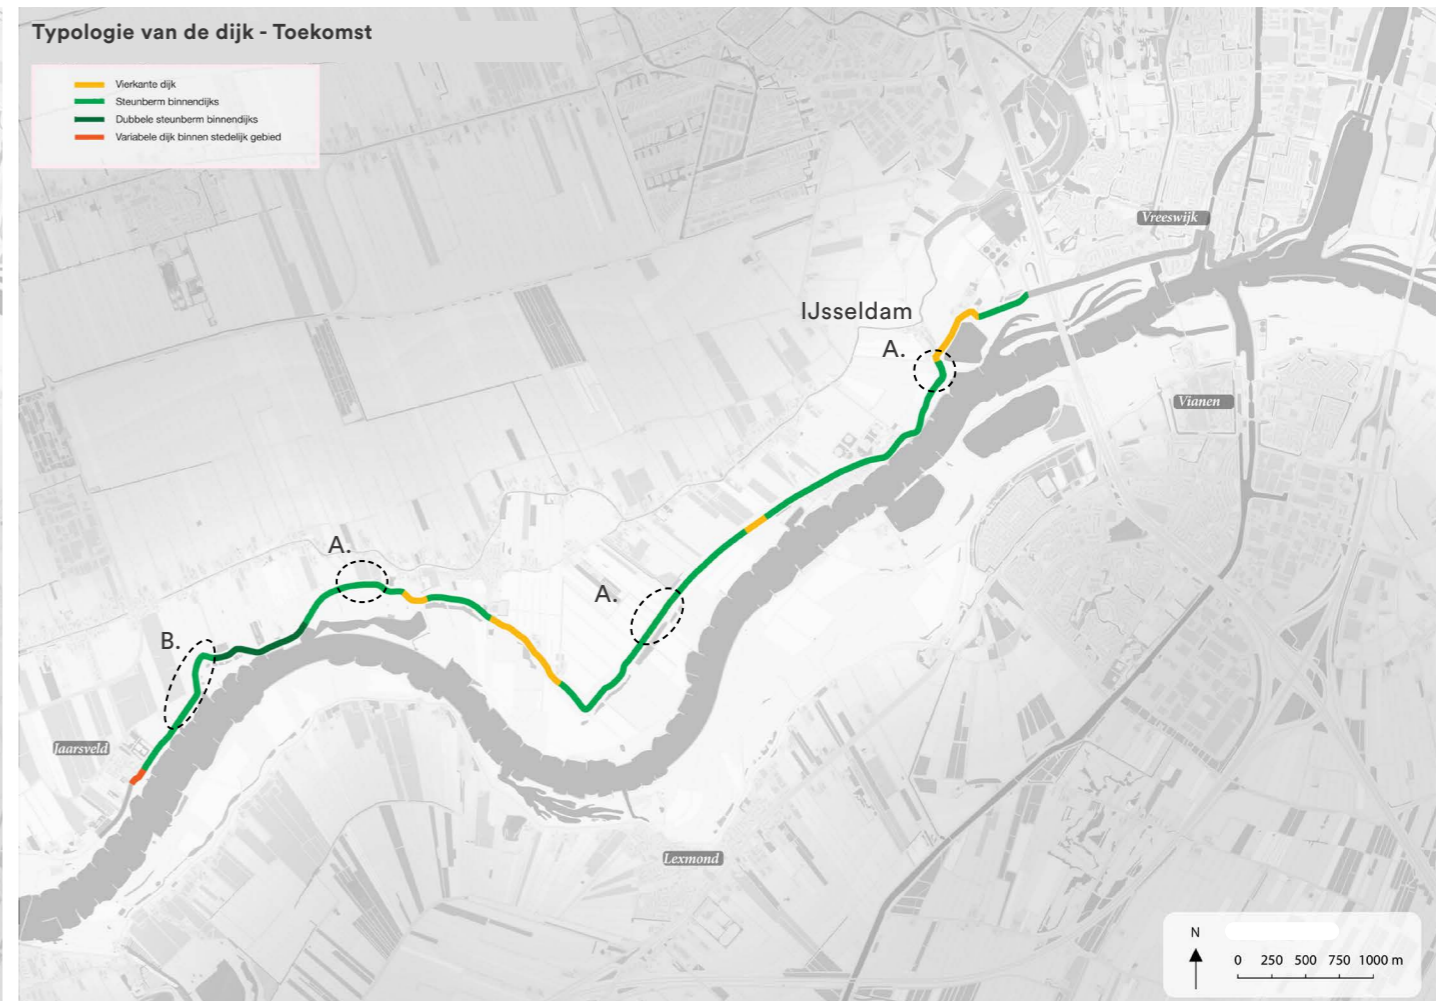 Typologie van de dijk - Toekomst
Vierkante dijk
Steunberm binnendijks
Dubbele steunberm binnendijks
Variabele dijk binnen stedelijk gebied
Vreeswijk
IJsseldam
A.
Vianen
A.
A.
B.
Jaarsveld
Lexmond
N
0 250 500 750 1000 m